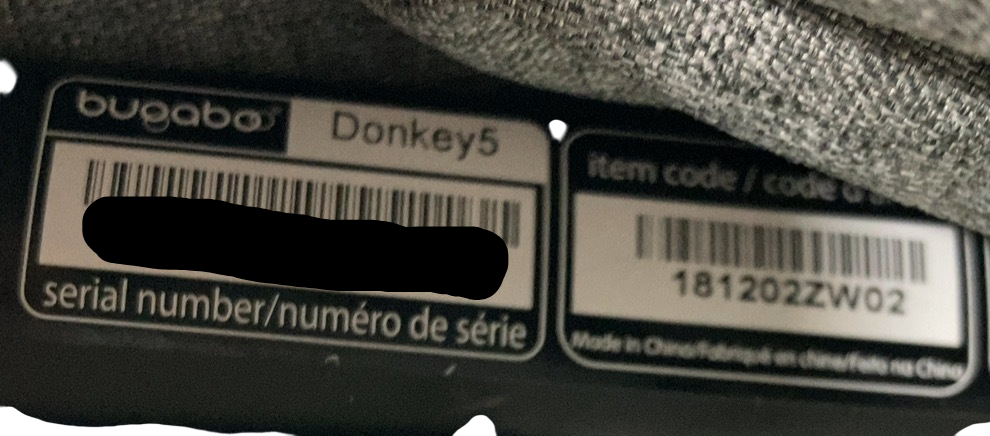 bugaboo
Donkey5
serial number/numéro de série
item code / code
181202ZW02
Made in China/Fabriqué en chine/Feito na China